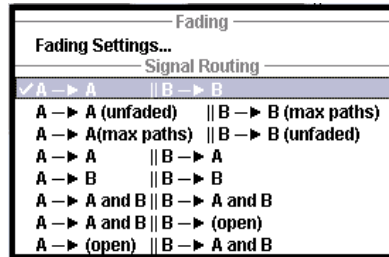 Fading
Fading Settings...
Signal Routing
✓A —► A || B —► B
A —► A (unfaded) || B —► B (max paths)
A —► A(max paths) || B —► B (unfaded)
A —► A || B —► A
A —► B || B —► B
A —► A and B || B —► A and B
A —► A and B || B —► (open)
A —► (open) || B —► A and B